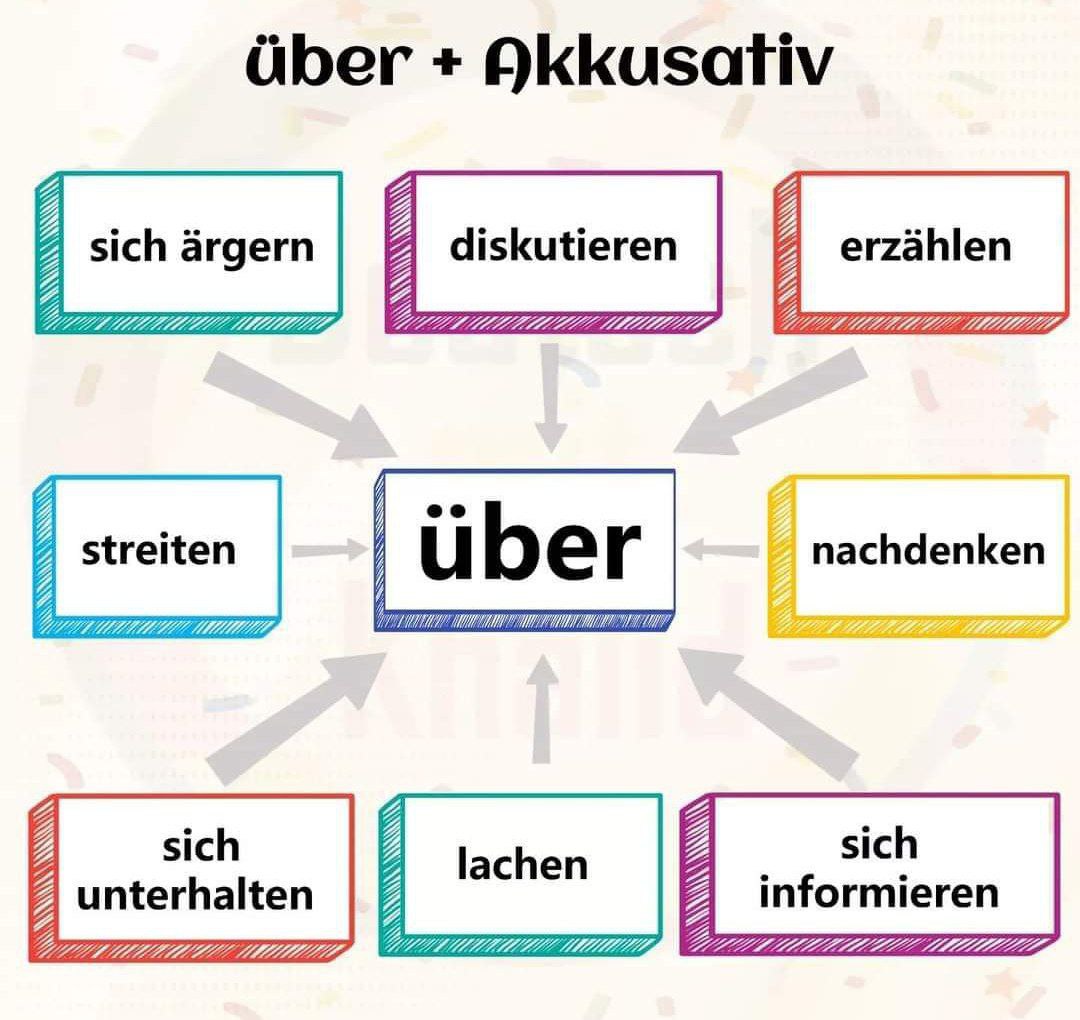 über + Akkusativ
sich ärgern
diskutieren
erzählen
streiten
über
nachdenken
sich
unterhalten
lachen
sich
informieren